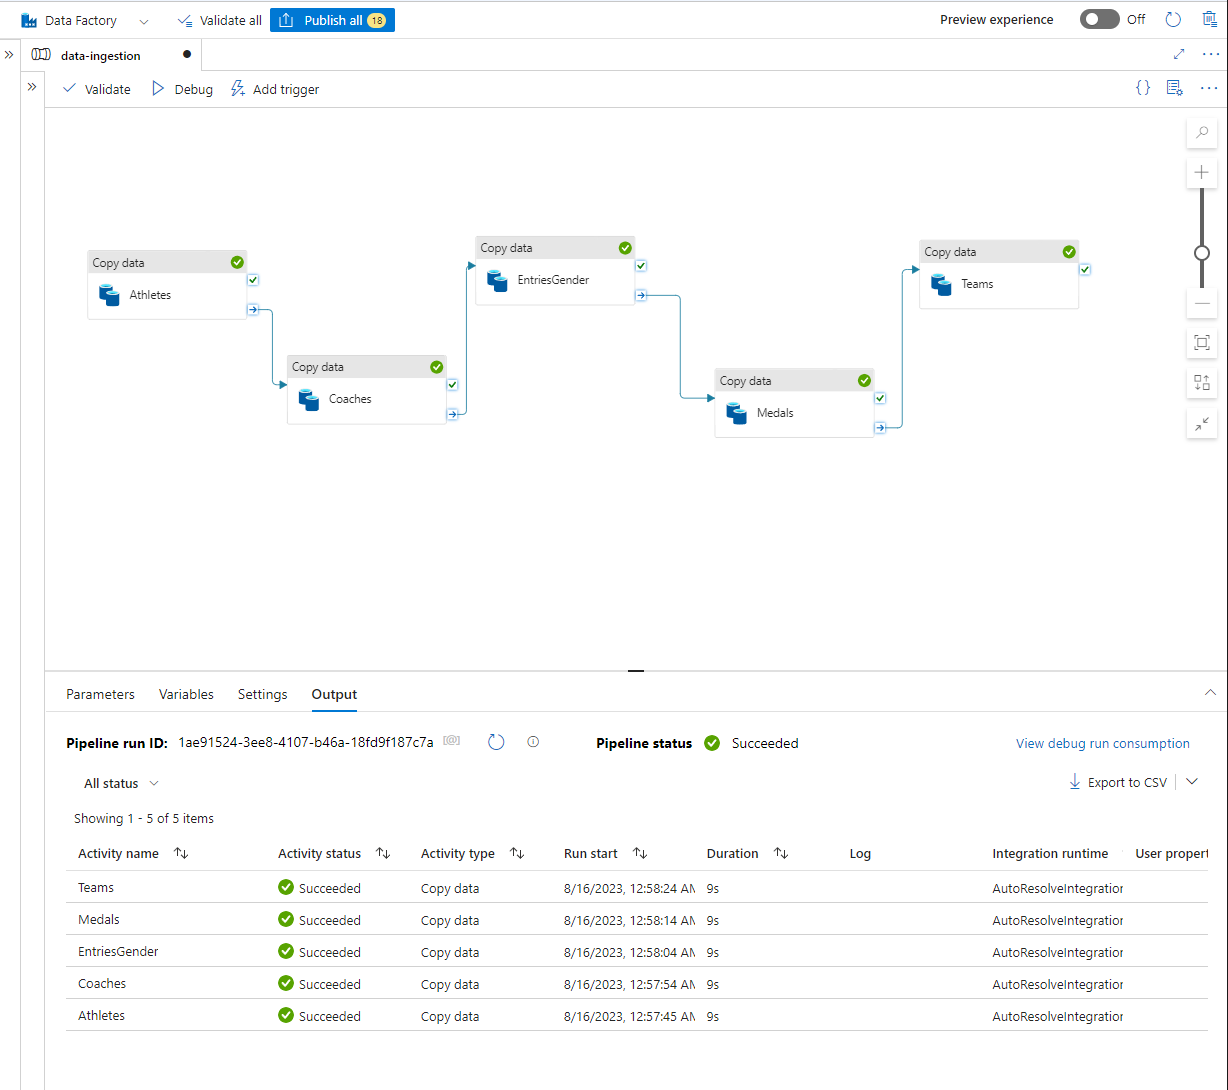 Data Factory Validate all Publish all 18 Preview experience Off
data-ingestion
Validate Debug Add trigger {}
Copy data
Athletes
Copy data
Coaches
Copy data
EntriesGender
Copy data
Medals
Copy data
Teams
Parameters Variables Settings Output
Pipeline run ID: 1ae91524-3ee8-4107-b46a-18fd9f187c7a [@] Pipeline status Succeeded View debug run consumption
All status Export to CSV
Showing 1 - 5 of 5 items
Activity name Activity status Activity type Run start Duration Log Integration runtime User propert
Teams Succeeded Copy data 8/16/2023, 12:58:24 AM 9s AutoResolveIntegration
Medals Succeeded Copy data 8/16/2023, 12:58:14 AM 9s AutoResolveIntegration
EntriesGender Succeeded Copy data 8/16/2023, 12:58:04 AM 9s AutoResolveIntegration
Coaches Succeeded Copy data 8/16/2023, 12:57:54 AM 9s AutoResolveIntegration
Athletes Succeeded Copy data 8/16/2023, 12:57:45 AM 9s AutoResolveIntegration